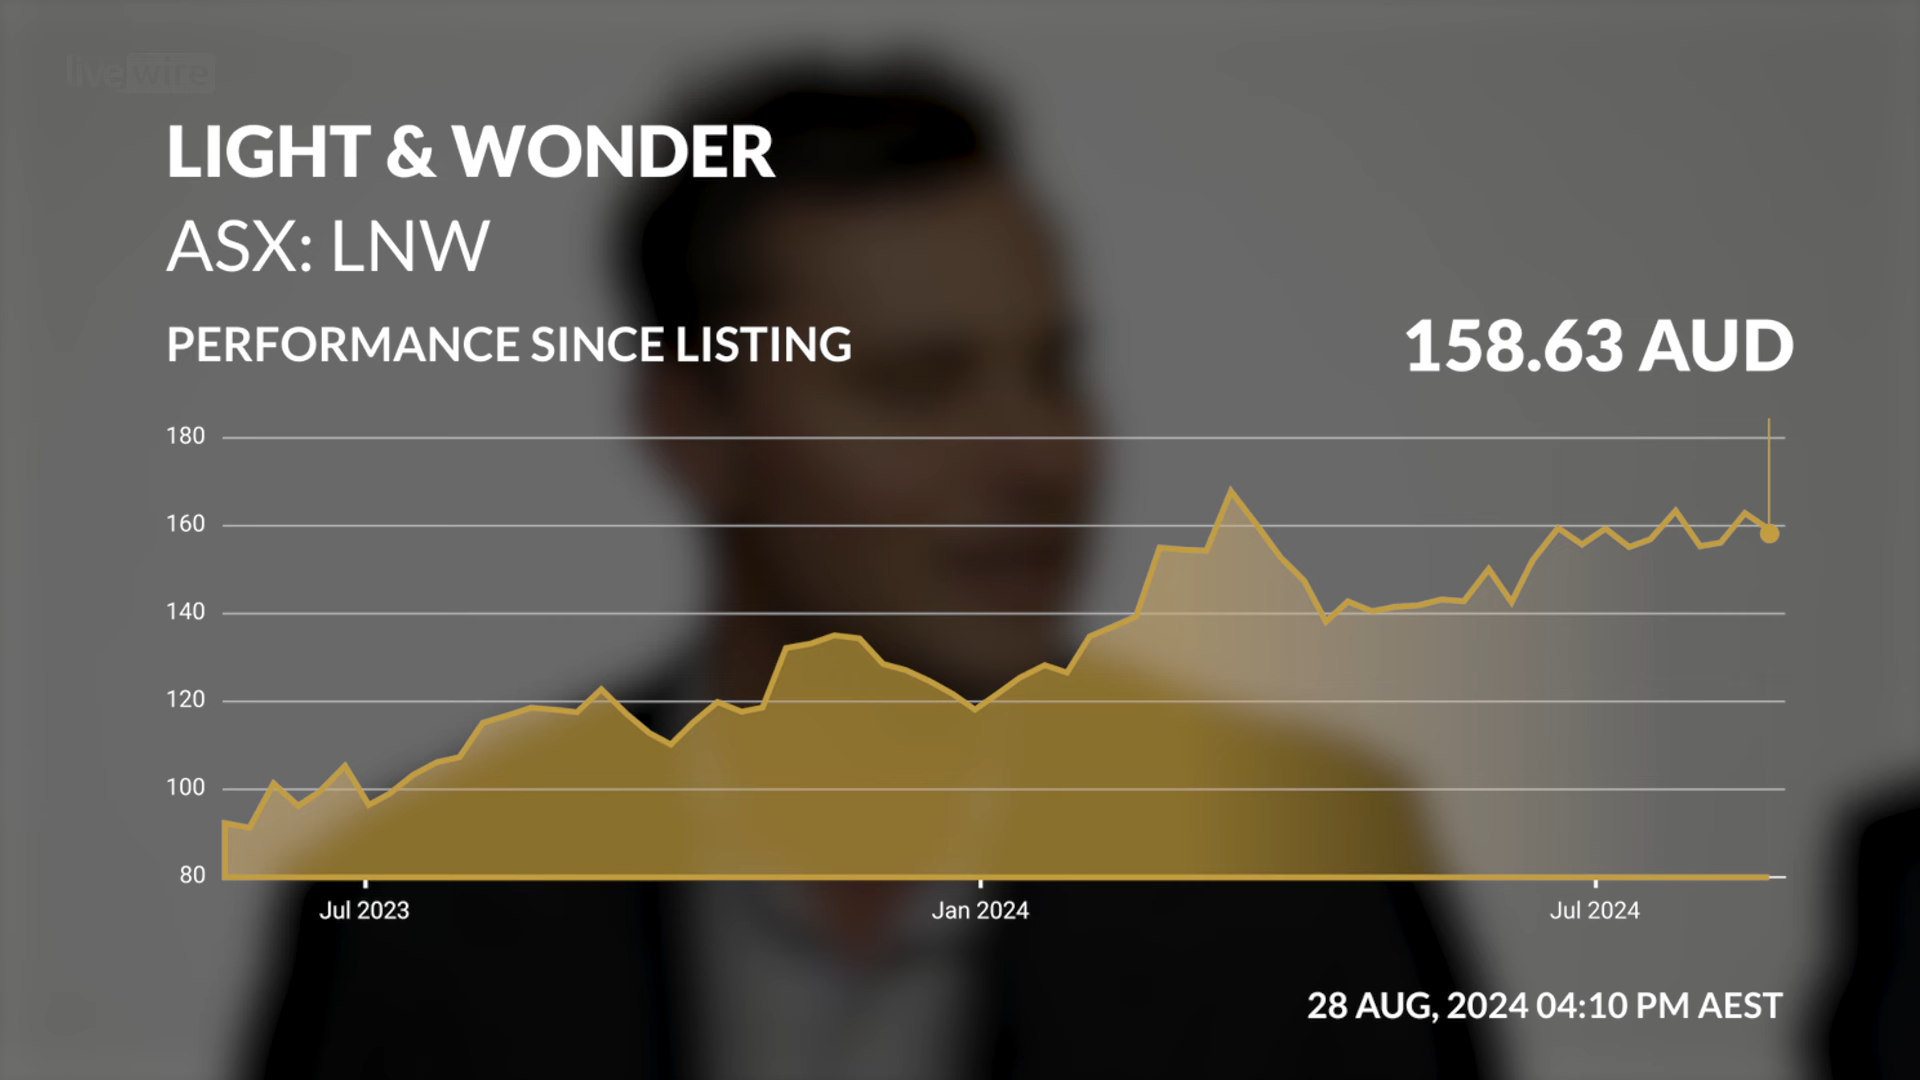 livewire
LIGHT & WONDER
ASX: LNW
PERFORMANCE SINCE LISTING
158.63 AUD
180
160
140
120
100
80
Jul 2023
Jan 2024
Jul 2024
28 AUG, 2024 04:10 PM AEST